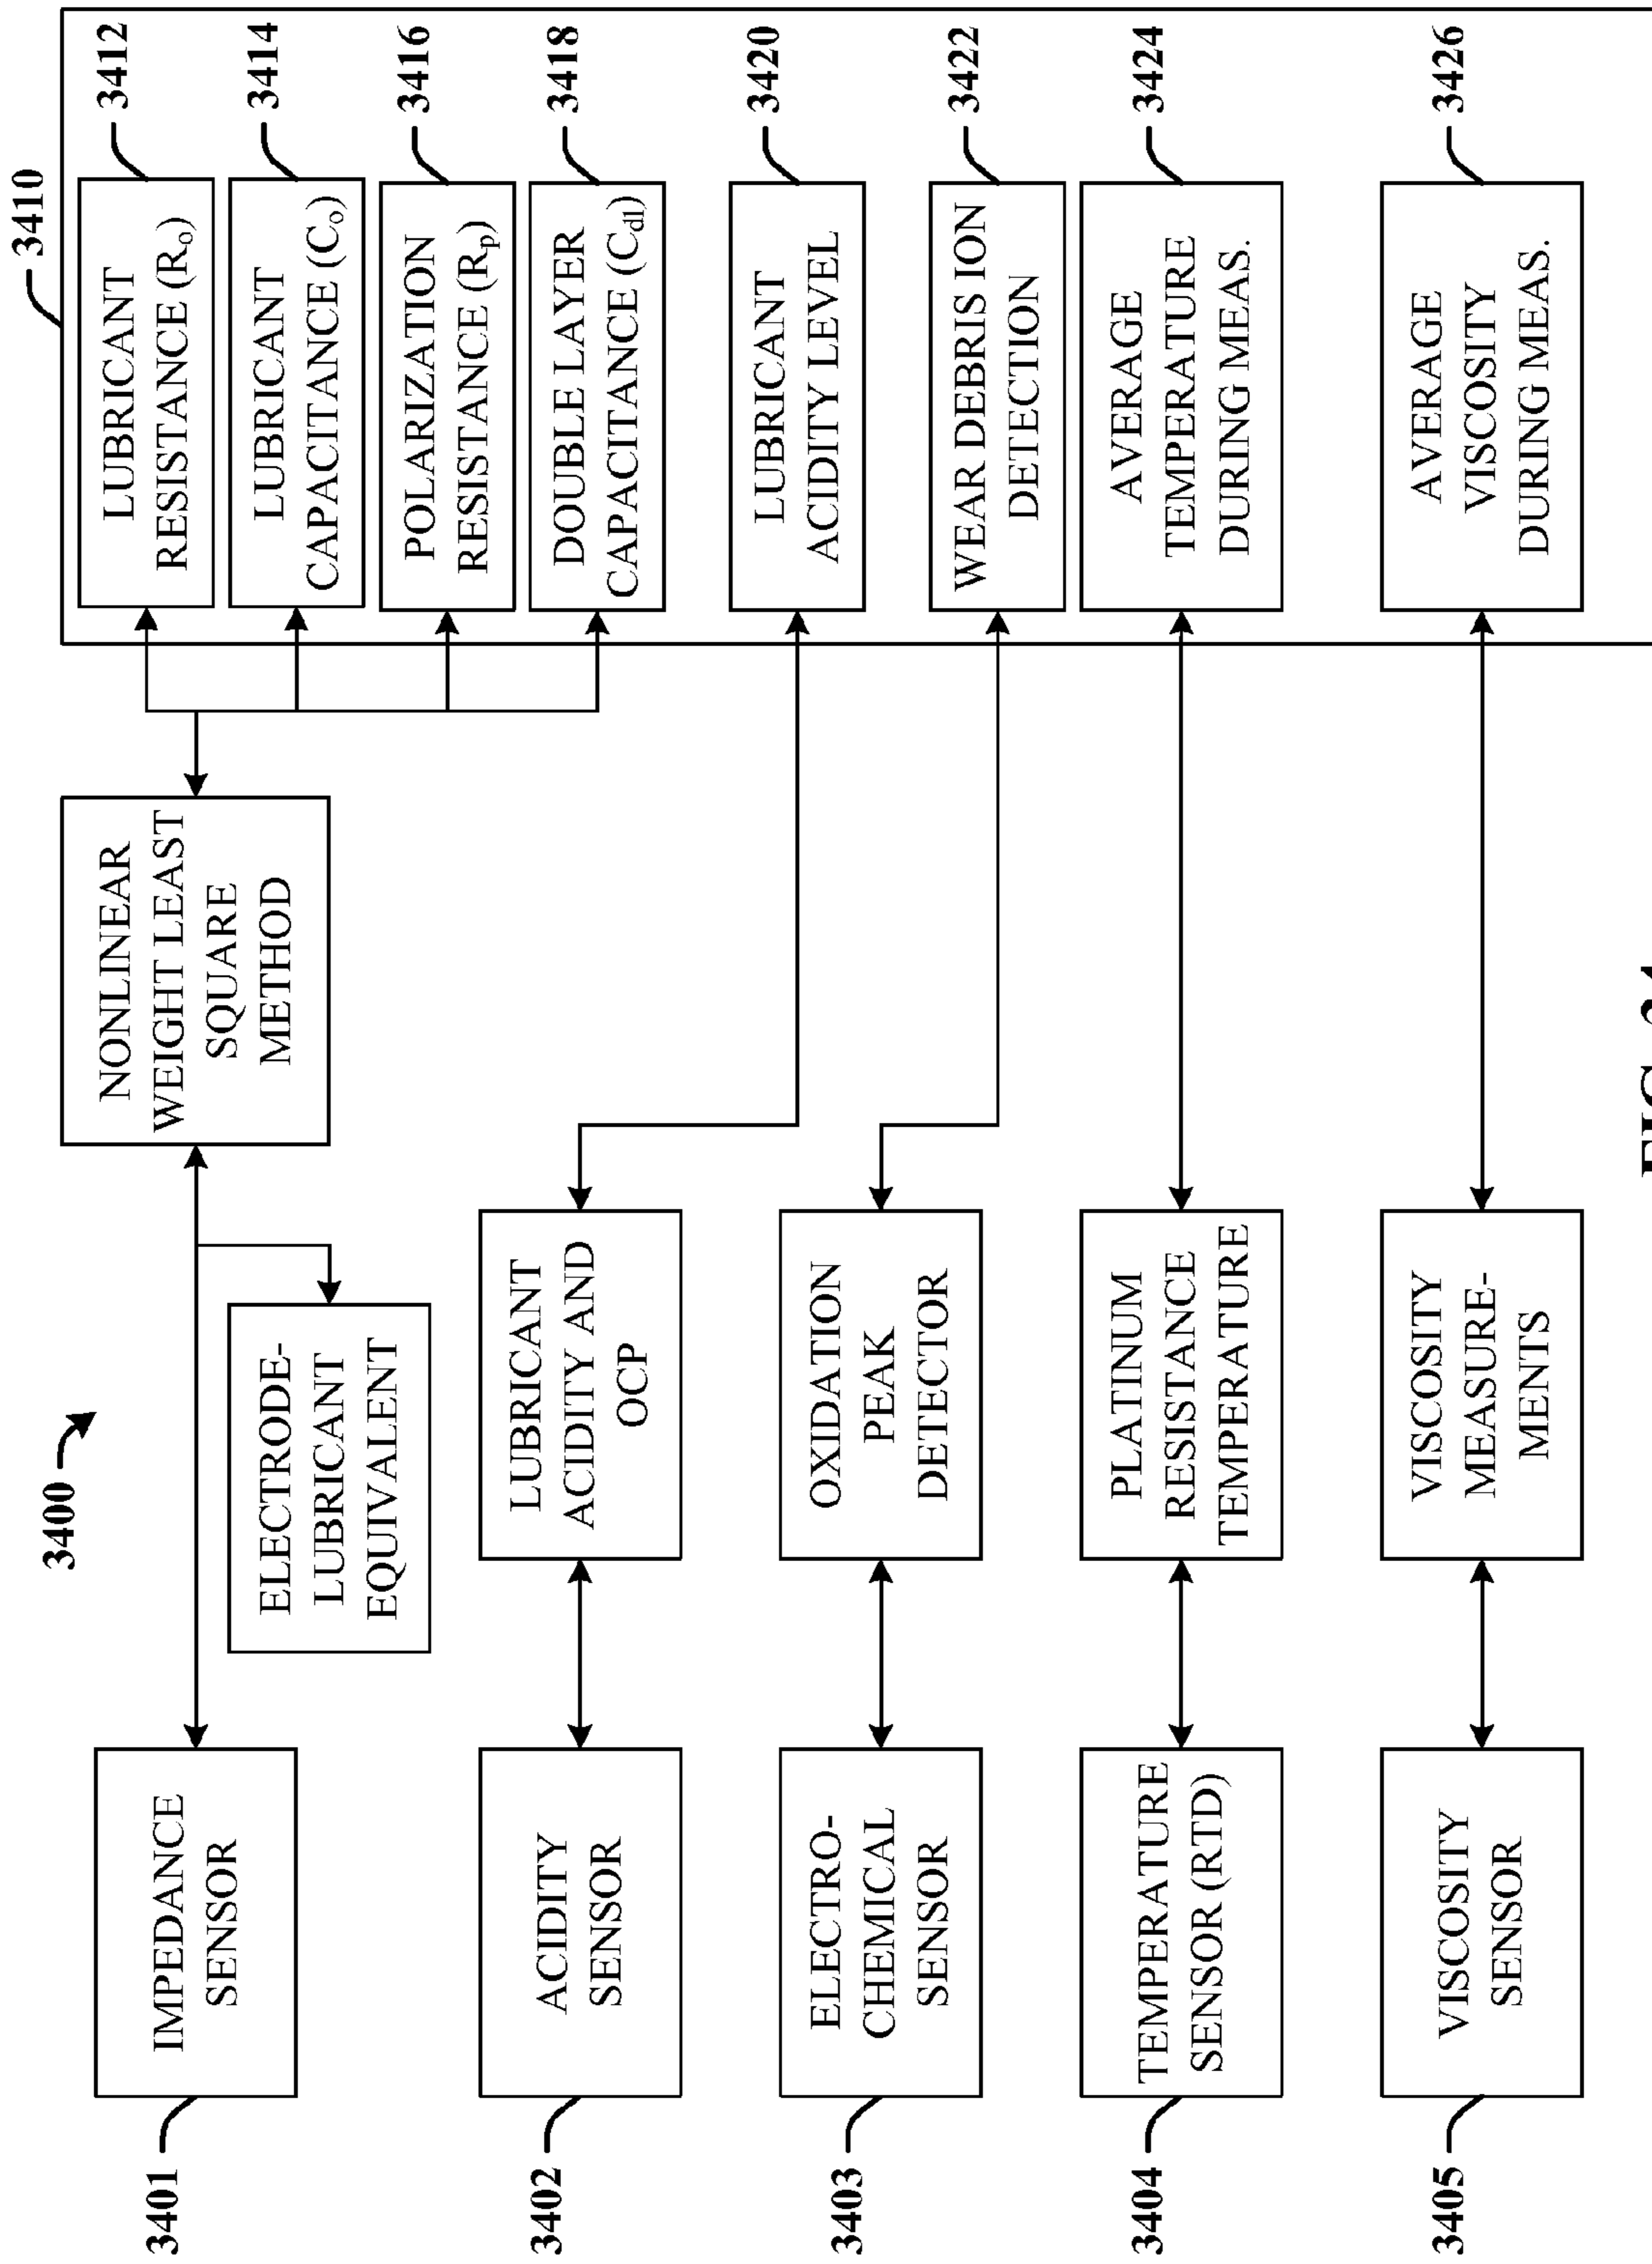 3400
3410
3401
IMPEDANCE
SENSOR
ELECTRODE-
LUBRICANT
EQUIVALENT
NONLINEAR
WEIGHT LEAST
SQUARE
METHOD
LUBRICANT
RESISTANCE (Ro)
3412
LUBRICANT
CAPACITANCE (Co)
3414
POLARIZATION
RESISTANCE (Rp)
3416
DOUBLE LAYER
CAPACITANCE (Cdl)
3418
3402
ACIDITY
SENSOR
LUBRICANT
ACIDITY AND
OCP
LUBRICANT
ACIDITY LEVEL
3420
3403
ELECTRO-
CHEMICAL
SENSOR
OXIDATION
PEAK
DETECTOR
WEAR DEBRIS ION
DETECTION
3422
3404
TEMPERATURE
SENSOR (RTD)
PLATINUM
RESISTANCE
TEMPERATURE
AVERAGE
TEMPERATURE
DURING MEAS.
3424
3405
VISCOSITY
SENSOR
VISCOSITY
MEASURE-
MENTS
AVERAGE
VISCOSITY
DURING MEAS.
3426